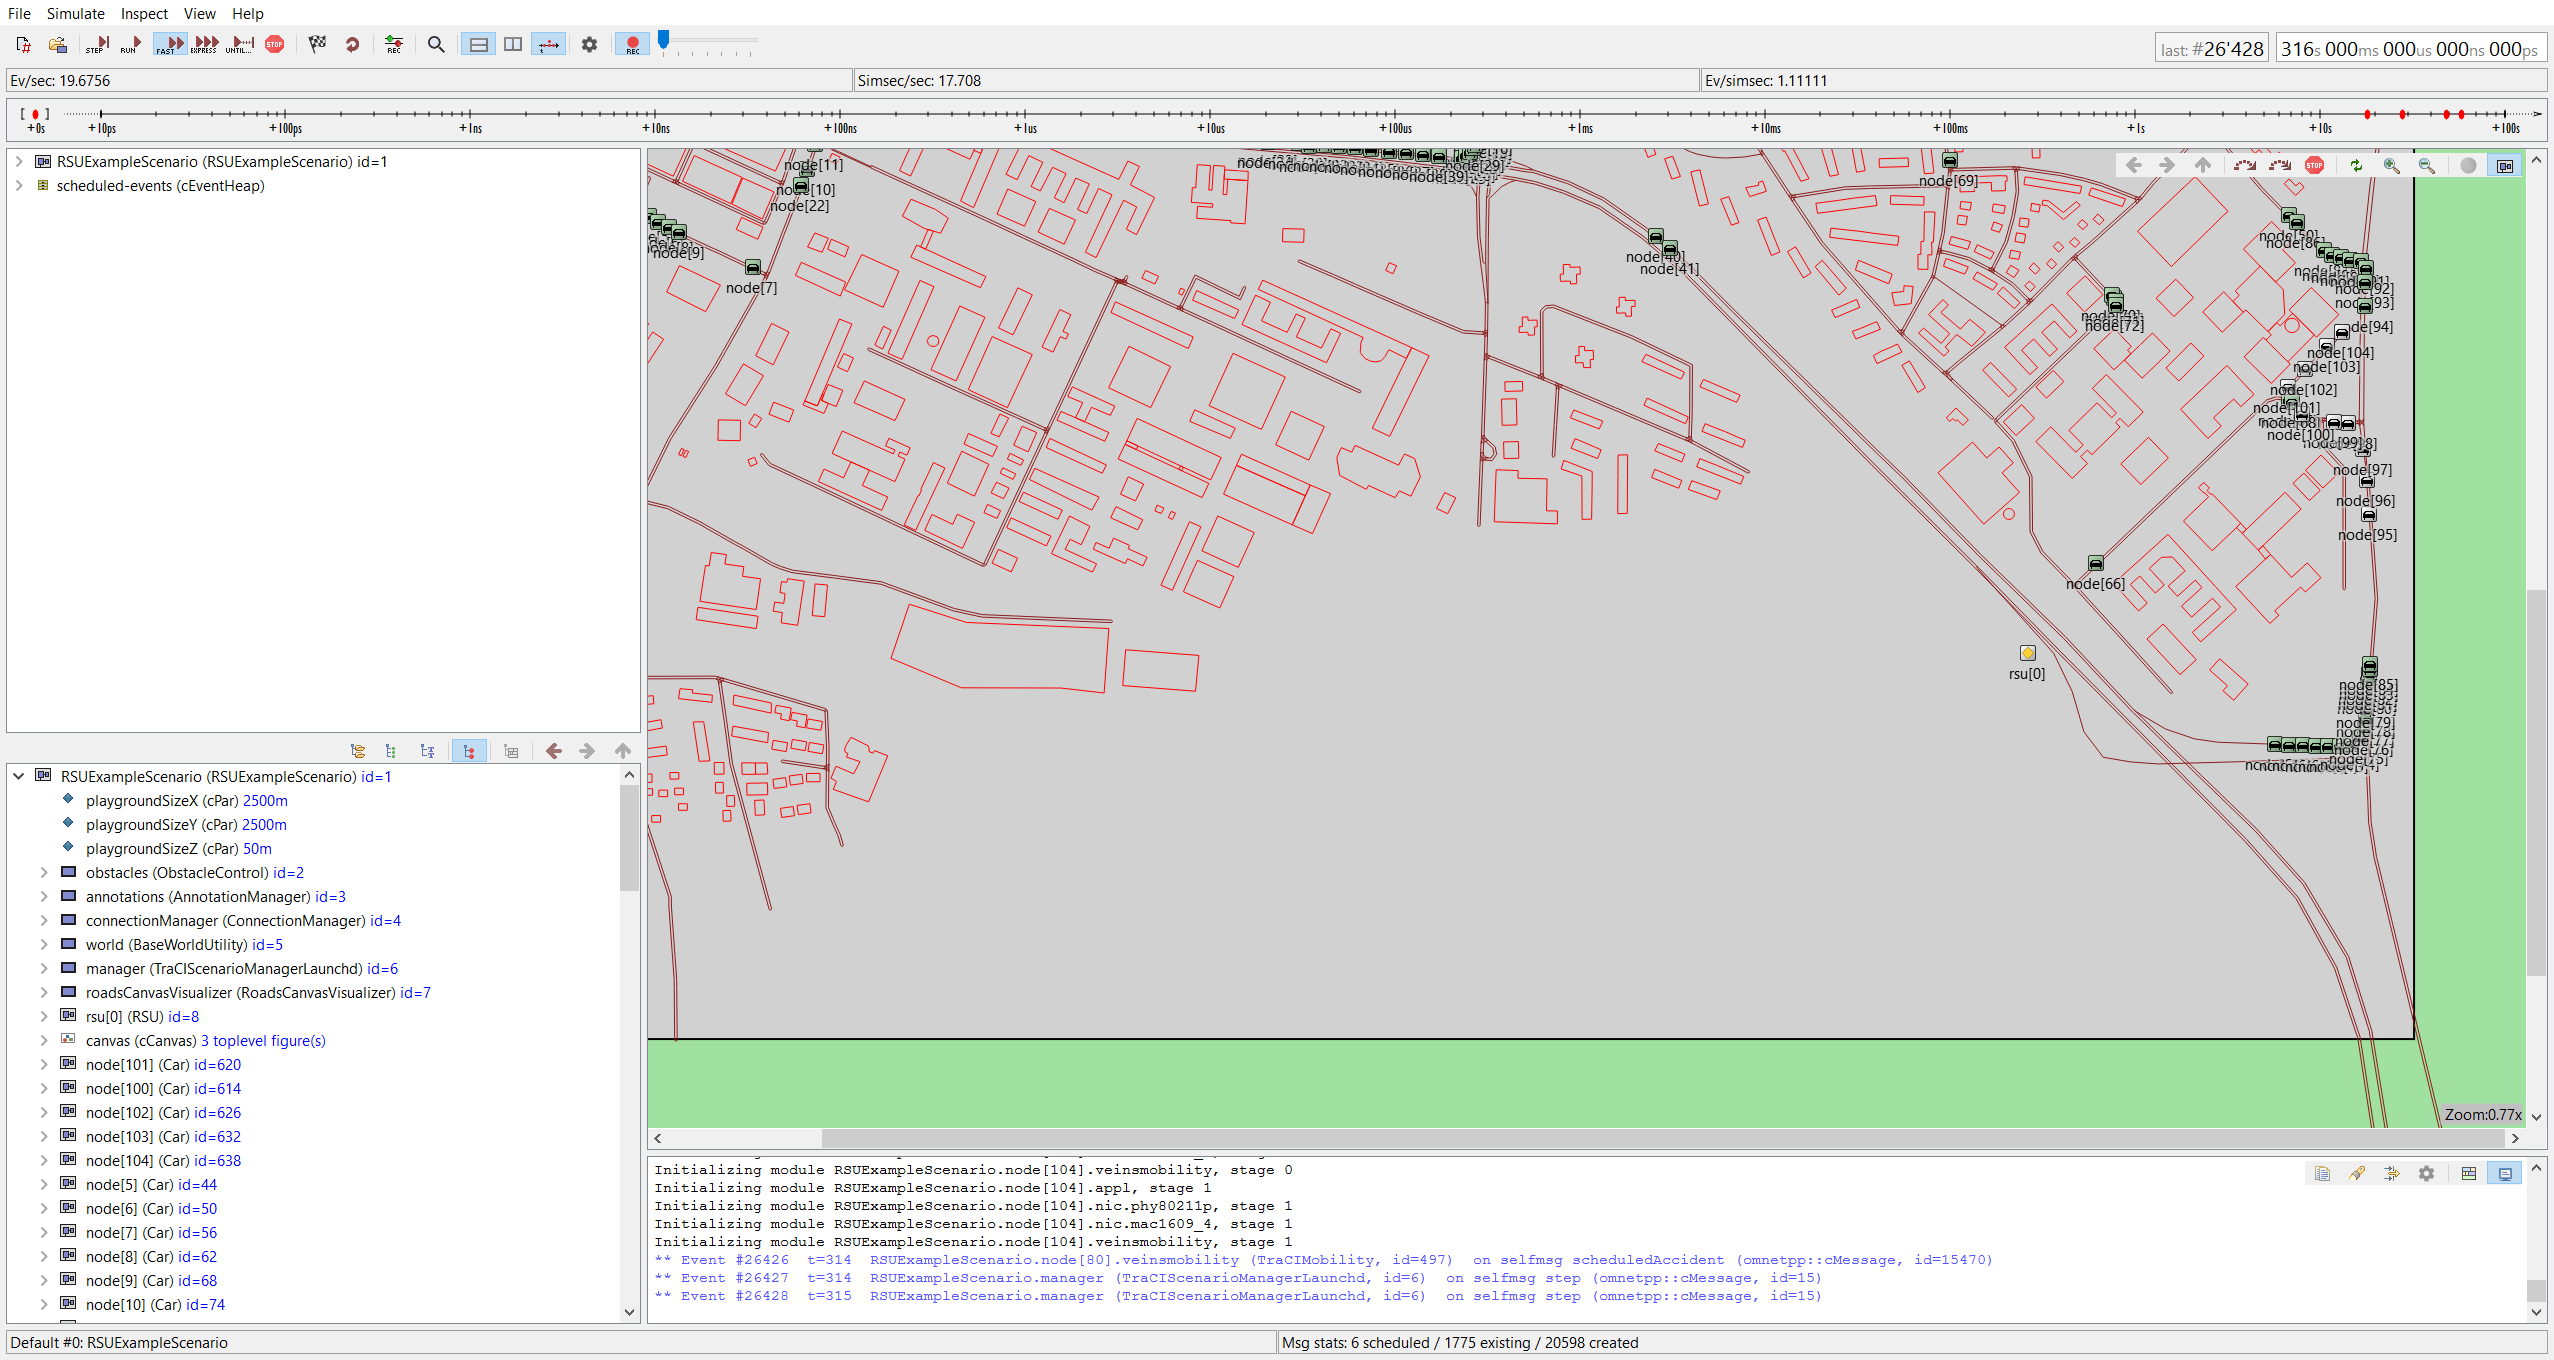 File Simulate Inspect View Help
STEP RUN FAST EXPRESS UNTIL... STOP REC REC
last: #26'428 316s 000ms 000us 000ns 000ps
Ev/sec: 19.6756 Simsec/sec: 17.708 Ev/simsec: 1.11111
+0s +10ps +100ps +1ns +10ns +100ns +1us +10us +100us +1ms +10ms +100ms +1s +10s +100s
RSUExampleScenario (RSUExampleScenario) id=1
scheduled-events (cEventHeap)
RSUExampleScenario (RSUExampleScenario) id=1
playgroundSizeX (cPar) 2500m
playgroundSizeY (cPar) 2500m
playgroundSizeZ (cPar) 50m
obstacles (ObstacleControl) id=2
annotations (AnnotationManager) id=3
connectionManager (ConnectionManager) id=4
world (BaseWorldUtility) id=5
manager (TraCIScenarioManagerLaunchd) id=6
roadsCanvasVisualizer (RoadsCanvasVisualizer) id=7
rsu[0] (RSU) id=8
canvas (cCanvas) 3 toplevel figure(s)
node[101] (Car) id=620
node[100] (Car) id=614
node[102] (Car) id=626
node[103] (Car) id=632
node[104] (Car) id=638
node[5] (Car) id=44
node[6] (Car) id=50
node[7] (Car) id=56
node[8] (Car) id=62
node[9] (Car) id=68
node[10] (Car) id=74
node[11]
node[10]
node[22]
node[9]
node[7]
node[29]
node[39]
node[40]
node[41]
node[69]
STOP
node[50]
node[86]
node[92]
node[93]
node[72]
de[94]
node[104]
node[103]
node[102]
node[101]
node[68]
node[100]
node[97]
node[96]
node[95]
node[66]
rsu[0]
node[85]
node[79]
node[78]
node[77]
node[76]
Zoom:0.77x
Initializing module RSUExampleScenario.node[104].veinsmobility, stage 0
Initializing module RSUExampleScenario.node[104].appl, stage 1
Initializing module RSUExampleScenario.node[104].nic.phy80211p, stage 1
Initializing module RSUExampleScenario.node[104].nic.mac1609_4, stage 1
Initializing module RSUExampleScenario.node[104].veinsmobility, stage 1
** Event #26426 t=314 RSUExampleScenario.node[80].veinsmobility (TraCIMobility, id=497) on selfmsg scheduledAccident (omnetpp::cMessage, id=15470)
** Event #26427 t=314 RSUExampleScenario.manager (TraCIScenarioManagerLaunchd, id=6) on selfmsg step (omnetpp::cMessage, id=15)
** Event #26428 t=315 RSUExampleScenario.manager (TraCIScenarioManagerLaunchd, id=6) on selfmsg step (omnetpp::cMessage, id=15)
Default #0: RSUExampleScenario
Msg stats: 6 scheduled / 1775 existing / 20598 created